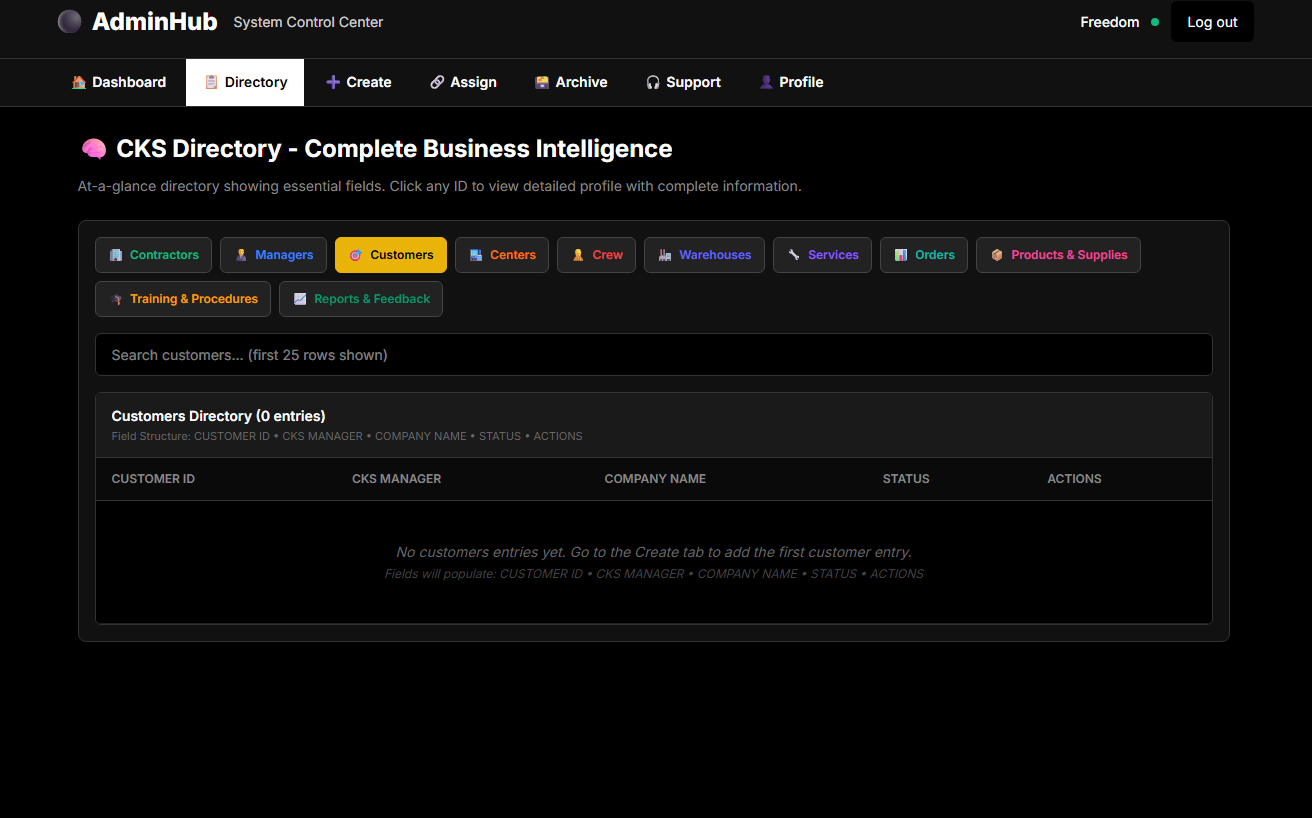 AdminHub System Control Center Freedom Log out
Dashboard Directory Create Assign Archive Support Profile
CKS Directory - Complete Business Intelligence
At-a-glance directory showing essential fields. Click any ID to view detailed profile with complete information.
Contractors Managers Customers Centers Crew Warehouses Services Orders Products & Supplies
Training & Procedures Reports & Feedback
Search customers... (first 25 rows shown)
Customers Directory (0 entries)
Field Structure: CUSTOMER ID • CKS MANAGER • COMPANY NAME • STATUS • ACTIONS
CUSTOMER ID CKS MANAGER COMPANY NAME STATUS ACTIONS
No customers entries yet. Go to the Create tab to add the first customer entry.
Fields will populate: CUSTOMER ID • CKS MANAGER • COMPANY NAME • STATUS • ACTIONS